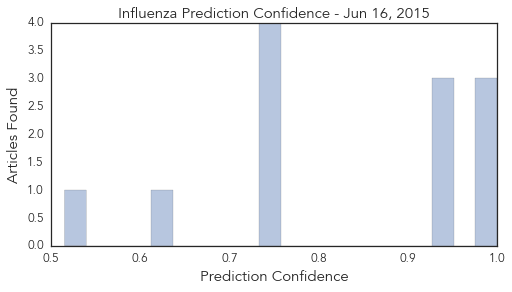 Influenza Prediction Confidence - Jun 16, 2015
4.0
3.5
3.0
2.5
2.0
1.5
1.0
0.5
0.0
Articles Found
0.5 0.6 0.7 0.8 0.9 1.0
Prediction Confidence